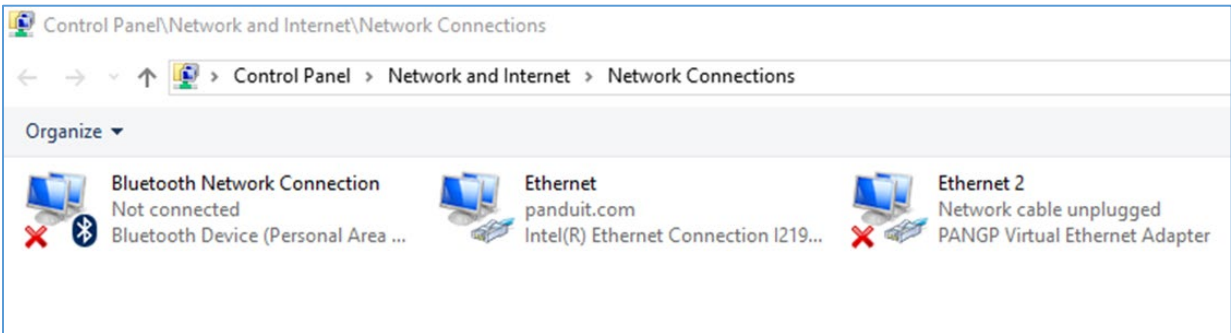 Control Panel\Network and Internet\Network Connections
Control Panel > Network and Internet > Network Connections
Organize
Bluetooth Network Connection
Not connected
Bluetooth Device (Personal Area ...
Ethernet
panduit.com
Intel(R) Ethernet Connection I219...
Ethernet 2
Network cable unplugged
PANGP Virtual Ethernet Adapter